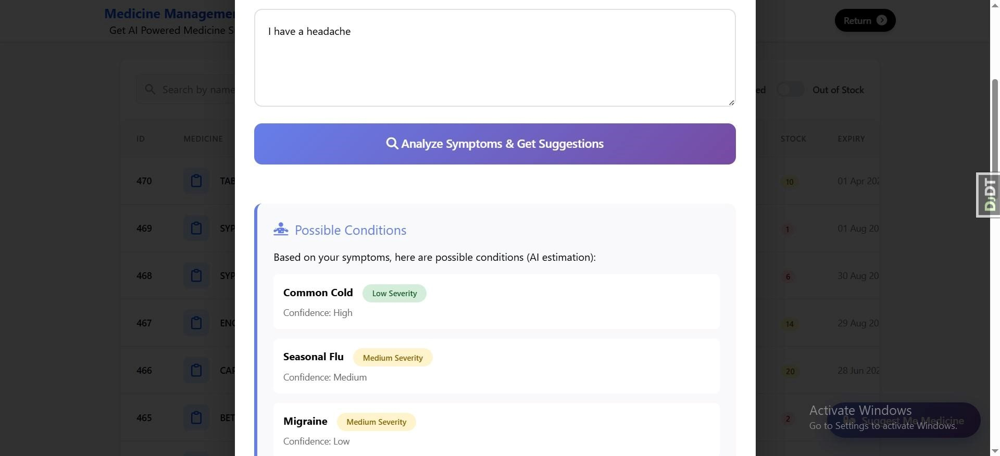 Medicine Managemen
Get AI Powered Medicine S
Return
I have a headache
Search by name
ed
Out of Stock
Analyze Symptoms & Get Suggestions
ID
MEDICINE
STOCK
EXPIRY
470
TAB
10
01 Apr 202
469
SYP
1
01 Aug 20
468
SYP
6
30 Aug 20
467
ENO
14
29 Aug 20
466
CAP
20
28 Jun 202
465
BET
2
DjDT
Possible Conditions
Based on your symptoms, here are possible conditions (AI estimation):
Common Cold
Low Severity
Confidence: High
Seasonal Flu
Medium Severity
Confidence: Medium
Migraine
Medium Severity
Confidence: Low
Suggest Me Medicine
Activate Windows
Go to Settings to activate Windows.